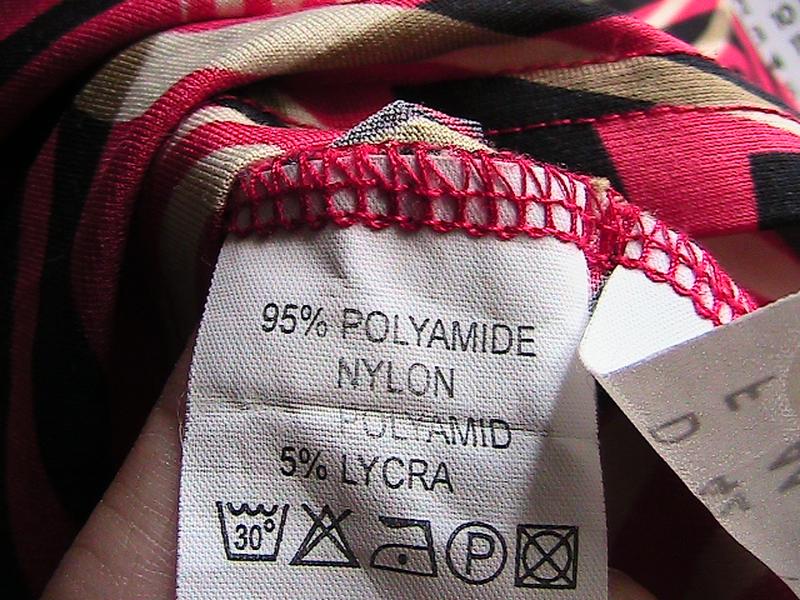 95% POLYAMIDE
NYLON
POLYAMID
5% LYCRA
30°
P